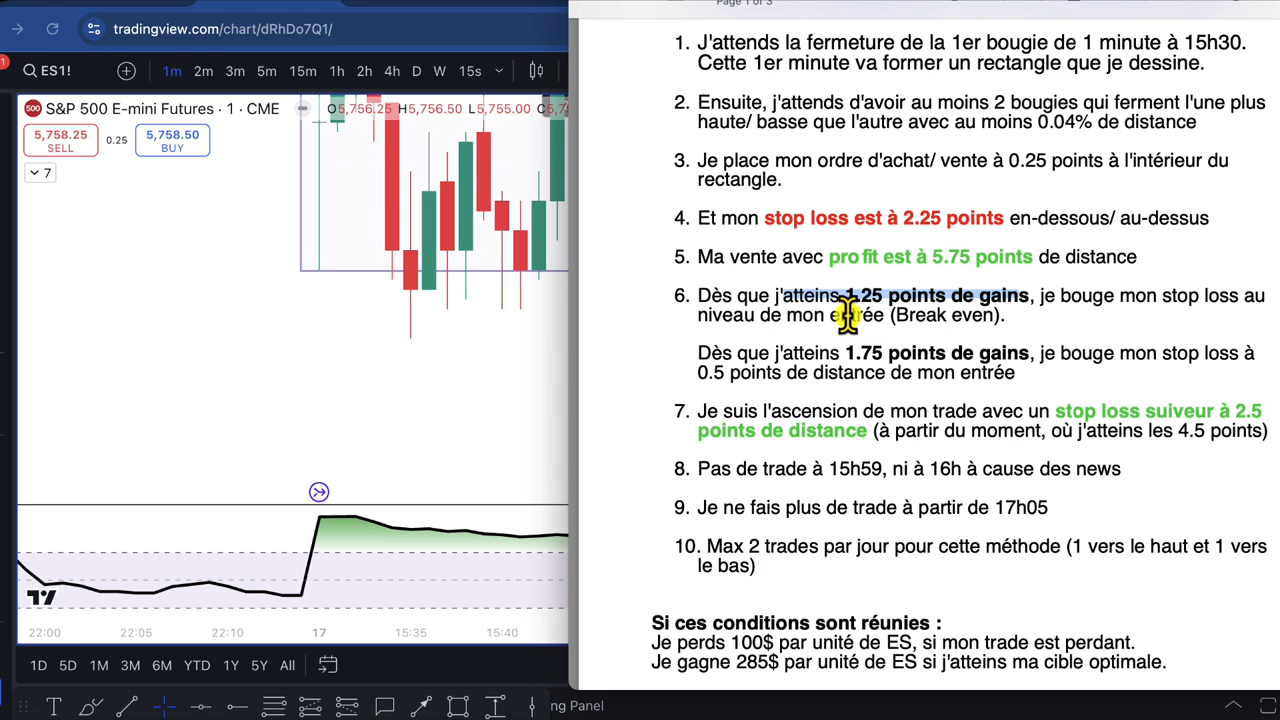 tradingview.com/chart/dRhDo7Q1/
ES1!
1m 2m 3m 5m 15m 1h 2h 4h D W 15s
S&P 500 E-mini Futures · 1 · CME
O5,756.25 H5,756.50 L5,755.00
5,758.25
SELL
0.25
5,758.50
BUY
7
22:00 22:05 22:10 17 15:35 15:40
1D 5D 1M 3M 6M YTD 1Y 5Y All
Page 1 of 3
1. J'attends la fermeture de la 1er bougie de 1 minute à 15h30.
Cette 1er minute va former un rectangle que je dessine.
2. Ensuite, j'attends d'avoir au moins 2 bougies qui ferment l'une plus
haute/ basse que l'autre avec au moins 0.04% de distance
3. Je place mon ordre d'achat/ vente à 0.25 points à l'intérieur du
rectangle.
4. Et mon stop loss est à 2.25 points en-dessous/ au-dessus
5. Ma vente avec profit est à 5.75 points de distance
6. Dès que j'atteins 1.25 points de gains, je bouge mon stop loss au
niveau de mon entrée (Break even).
Dès que j'atteins 1.75 points de gains, je bouge mon stop loss à
0.5 points de distance de mon entrée
7. Je suis l'ascension de mon trade avec un stop loss suiveur à 2.5
points de distance (à partir du moment, où j'atteins les 4.5 points)
8. Pas de trade à 15h59, ni à 16h à cause des news
9. Je ne fais plus de trade à partir de 17h05
10. Max 2 trades par jour pour cette méthode (1 vers le haut et 1 vers
le bas)
Si ces conditions sont réunies :
Je perds 100$ par unité de ES, si mon trade est perdant.
Je gagne 285$ par unité de ES si j'atteins ma cible optimale.
ng Panel